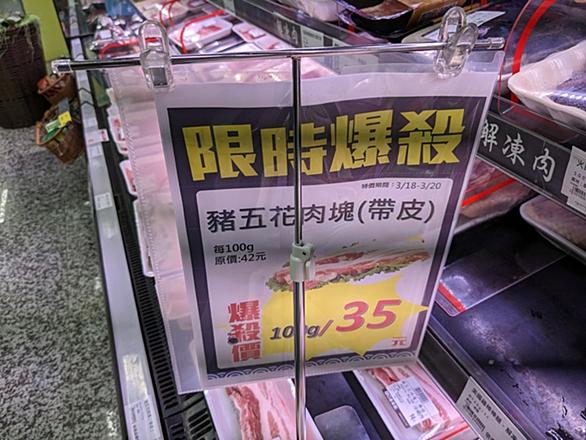 限時爆殺
特價期間：3/18-3/20
豬五花肉塊(帶皮)
每100g
原價:42元
爆殺價
100g/35
元
解凍肉